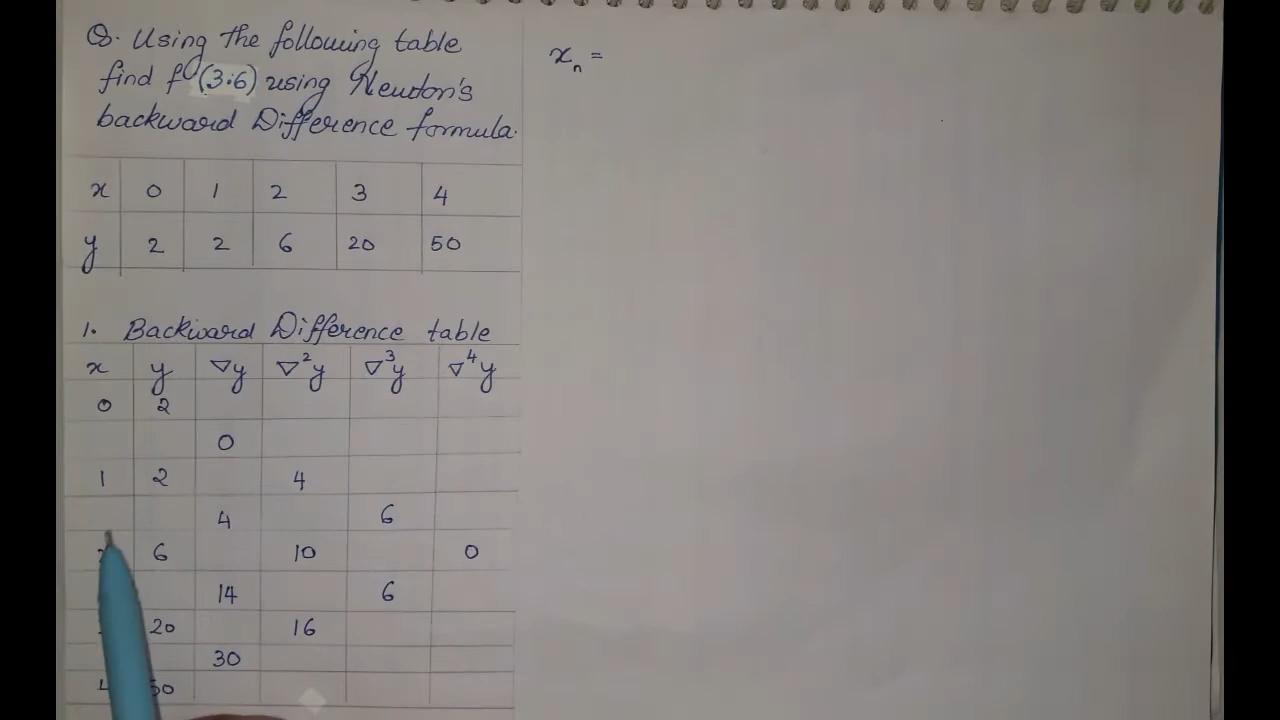 Q. Using the following table
find f (3.6) using Newton's
backward Difference formula.
x 0 1 2 3 4
y 2 2 6 20 50
1. Backward Difference table
x y ∇y ∇²y ∇³y ∇⁴y
0 2
0
1 2 4
4 6
6 10 0
14 6
20 16
30
50
xₙ =